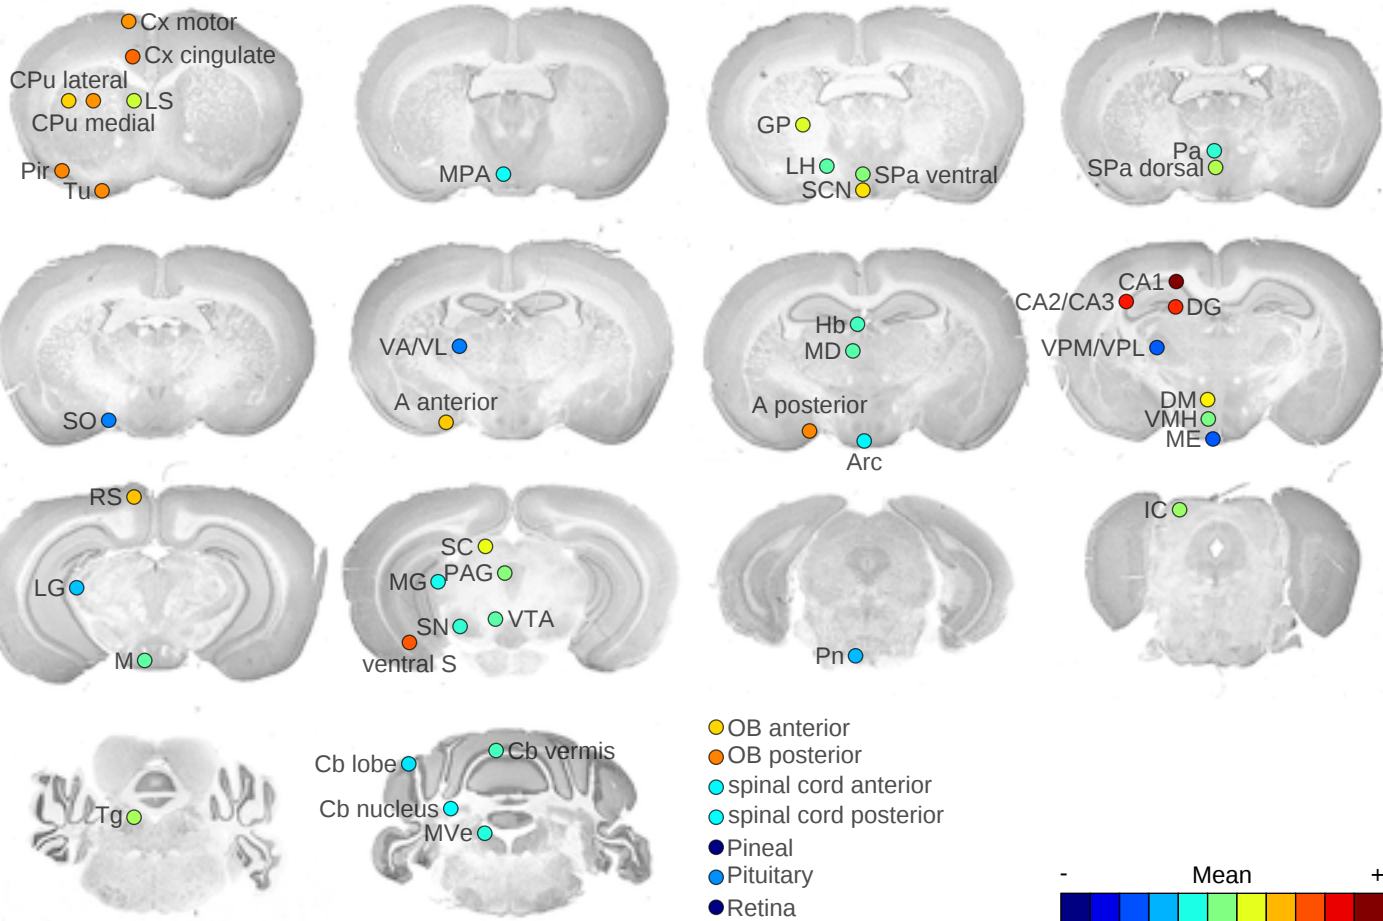 Cx motor
Cx cingulate
CPu lateral
LS
CPu medial
Pir
Tu
MPA
GP
LH
SPa ventral
SCN
Pa
SPa dorsal
SO
VA/VL
A anterior
Hb
MD
A posterior
Arc
CA1
CA2/CA3
DG
VPM/VPL
DM
VMH
ME
RS
LG
M
SC
MG
PAG
SN
VTA
ventral S
Pn
IC
Tg
Cb lobe
Cb vermis
Cb nucleus
MVe
OB anterior
OB posterior
spinal cord anterior
spinal cord posterior
Pineal
Pituitary
Retina
- Mean +